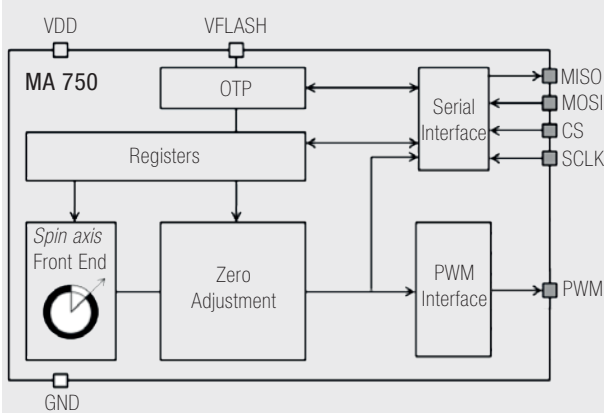 VDD
VFLASH
MA 750
OTP
Serial
Interface
MISO
MOSI
CS
SCLK
Registers
Spin axis
Front End
Zero
Adjustment
PWM
Interface
PWM
GND